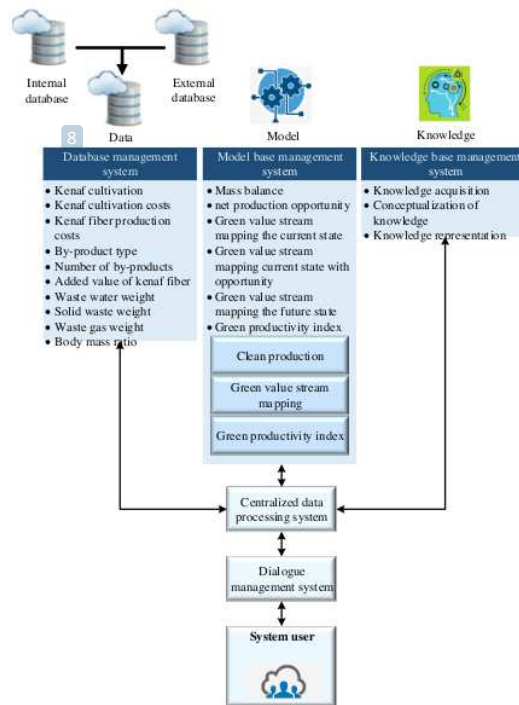 Internal
database
External
database
8
Data
Model
Knowledge
Database management
system
• Kenaf cultivation
• Kenaf cultivation costs
• Kenaf fiber production
costs
• By-product type
• Number of by-products
• Added value of kenaf fiber
• Waste water weight
• Solid waste weight
• Waste gas weight
• Body mass ratio
Model base management
system
• Mass balance
• net production opportunity
• Green value stream
mapping the current state
• Green value stream
mapping current state with
opportunity
• Green value stream
mapping the future state
• Green productivity index
Clean production
Green value stream
mapping
Green productivity index
Knowledge base management
system
• Knowledge acquisition
• Conceptualization of
knowledge
• Knowledge representation
Centralized data
processing system
Dialogue
management system
System user